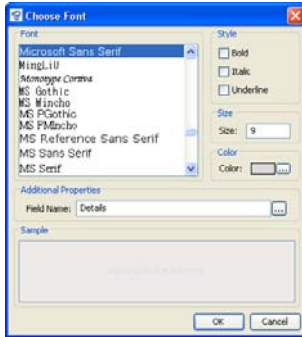 Choose Font
Font
Microsoft Sans Serif
MingLiU
Monotype Corsiva
MS Gothic
MS Mincho
MS PGothic
MS PMincho
MS Reference Sans Serif
MS Sans Serif
MS Serif
Style
Bold
Italic
Underline
Size
Size: 9
Color
Color: ...
Additional Properties
Field Name: Details ...
Sample
OK Cancel